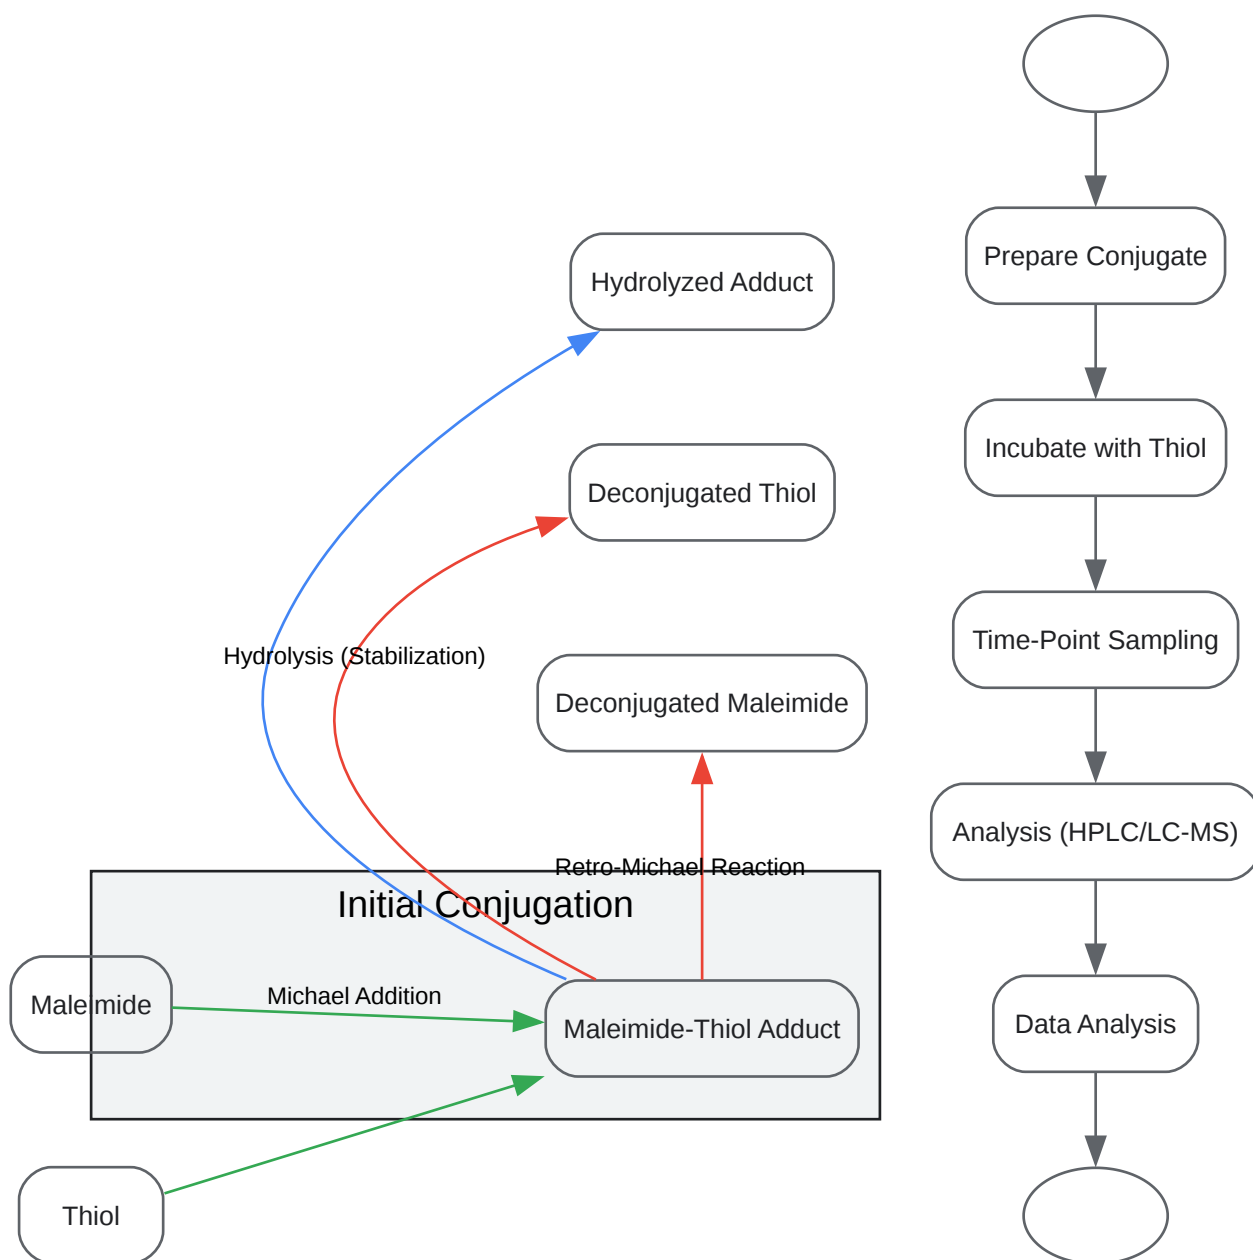 Hydrolyzed Adduct
Deconjugated Thiol
Hydrolysis (Stabilization)
Deconjugated Maleimide
Retro-Michael Reaction
Initial Conjugation
Maleimide
Michael Addition
Maleimide-Thiol Adduct
Thiol
Prepare Conjugate
Incubate with Thiol
Time-Point Sampling
Analysis (HPLC/LC-MS)
Data Analysis